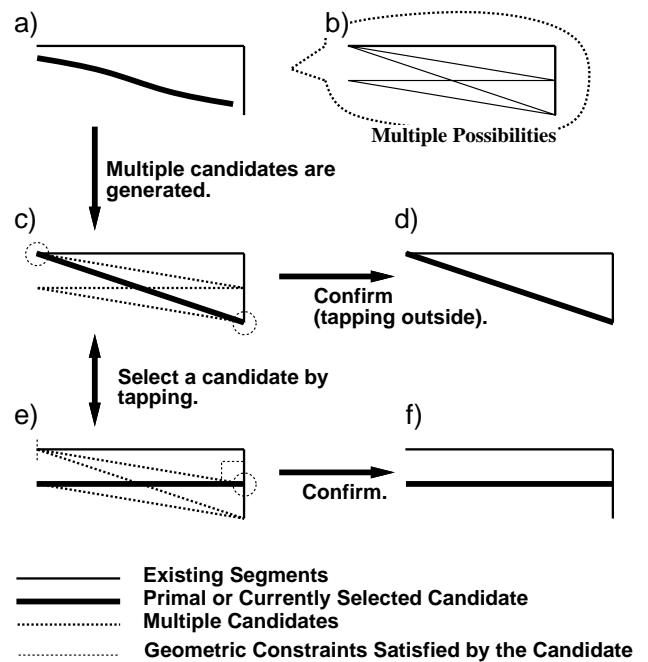 a)
b)
Multiple Possibilities
Multiple candidates are
generated.
c)
d)
Confirm
(tapping outside).
Select a candidate by
tapping.
e)
f)
Confirm.
Existing Segments
Primal or Currently Selected Candidate
Multiple Candidates
Geometric Constraints Satisfied by the Candidate